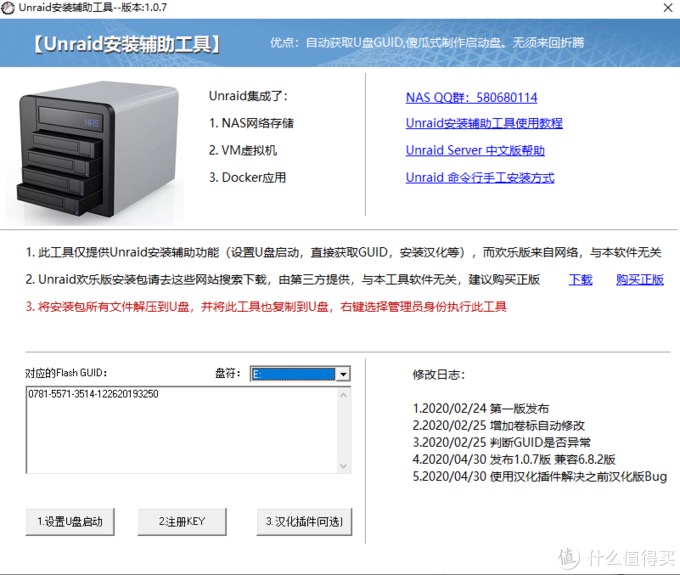 Unraid安装辅助工具--版本:1.0.7
【Unraid安装辅助工具】
优点：自动获取U盘GUID,傻瓜式制作启动盘。无须来回折腾
NAS
Unraid集成了：
1. NAS网络存储
2. VM虚拟机
3. Docker应用
NAS QQ群：580680114
Unraid安装辅助工具使用教程
Unraid Server 中文版帮助
Unraid 命令行手工安装方式
1. 此工具仅提供Unraid安装辅助功能（设置U盘启动，直接获取GUID，安装汉化等），而欢乐版来自网络，与本软件无关
2. Unraid欢乐版安装包请去这些网站搜索下载，由第三方提供，与本工具软件无关，建议购买正版 下载 购买正版
3. 将安装包所有文件解压到U盘，并将此工具也复制到U盘，右键选择管理员身份执行此工具
对应的Flash GUID： 盘符： E:
0781-5571-3514-122620193250
1.设置U盘启动 2.注册KEY 3. 汉化插件(可选)
修改日志：
1.2020/02/24 第一版发布
2.2020/02/25 增加卷标自动修改
3.2020/02/25 判断GUID是否异常
4.2020/04/30 发布1.0.7版 兼容6.8.2版
5.2020/04/30 使用汉化插件解决之前汉化版Bug
值 什么值得买